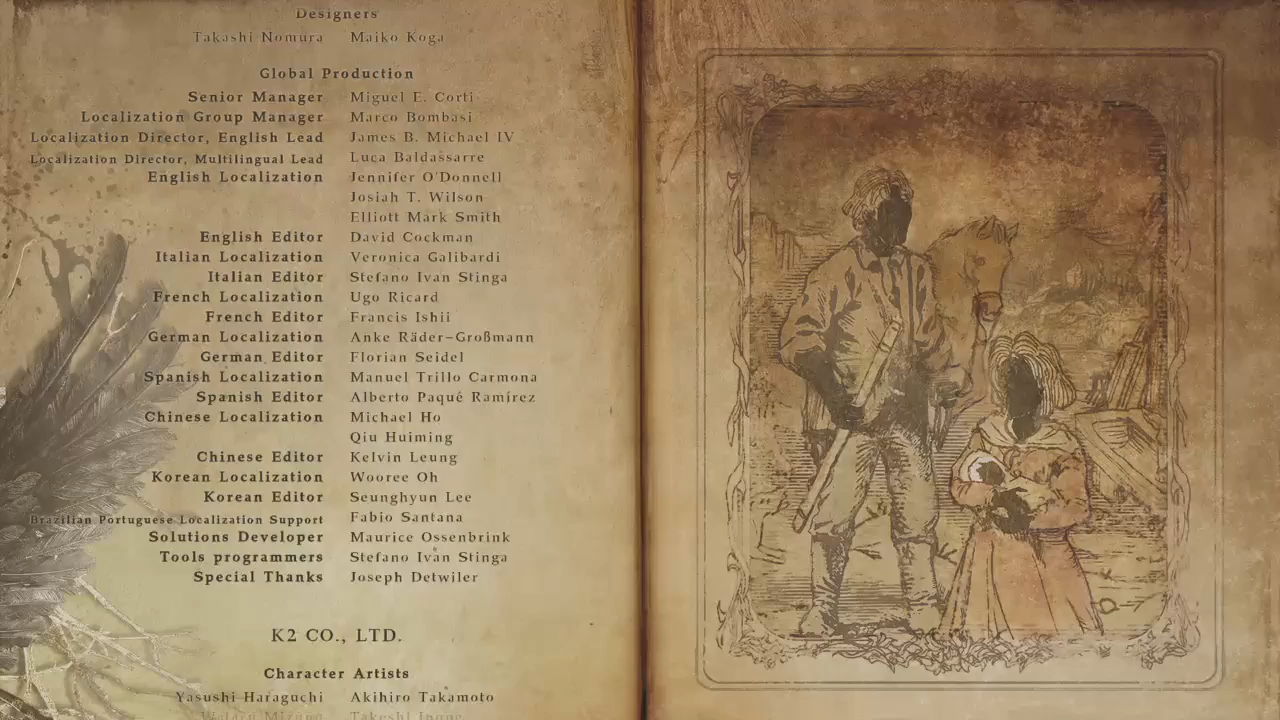 Designers
Takashi Nomura Maiko Koga
Global Production
Senior Manager Miguel E. Corti
Localization Group Manager Marco Bombasi
Localization Director, English Lead James B. Michael IV
Localization Director, Multilingual Lead Luca Baldassarre
English Localization Jennifer O'Donnell
Josiah T. Wilson
Elliott Mark Smith
English Editor David Cockman
Italian Localization Veronica Galibardi
Italian Editor Stefano Ivan Stinga
French Localization Ugo Ricard
French Editor Francis Ishii
German Localization Anke Räder-Großmann
German Editor Florian Seidel
Spanish Localization Manuel Trillo Carmona
Spanish Editor Alberto Paqué Ramírez
Chinese Localization Michael Ho
Qiu Huiming
Chinese Editor Kelvin Leung
Korean Localization Wooree Oh
Korean Editor Seunghyun Lee
Brazilian Portuguese Localization Support Fabio Santana
Solutions Developer Maurice Ossenbrink
Tools programmers Stefano Ivan Stinga
Special Thanks Joseph Detwiler
K2 CO., LTD.
Character Artists
Yasushi Haraguchi Akihiro Takamoto
Wataru Mizuno Takeshi Inoue